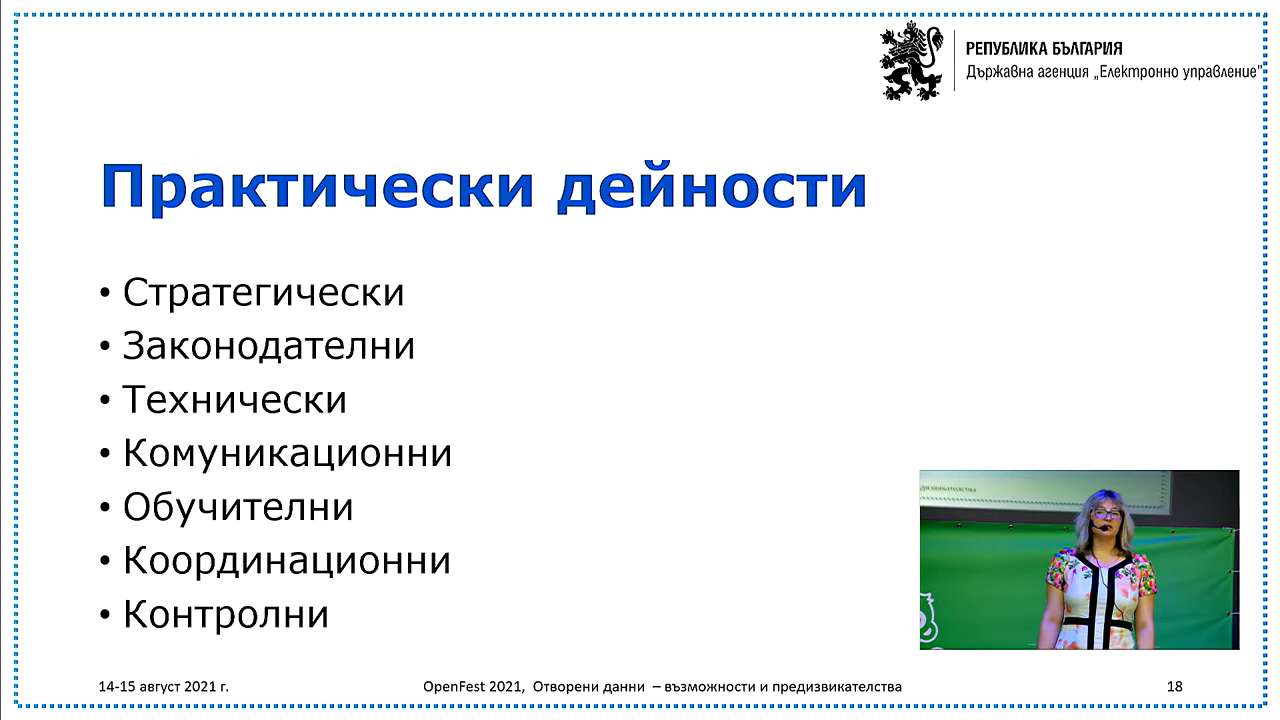 РЕПУБЛИКА БЪЛГАРИЯ
Държавна агенция „Електронно управление”
Практически дейности
• Стратегически
• Законодателни
• Технически
• Комуникационни
• Обучителни
• Координационни
• Контролни
14-15 август 2021 г.
OpenFest 2021, Отворени данни – възможности и предизвикателства
18